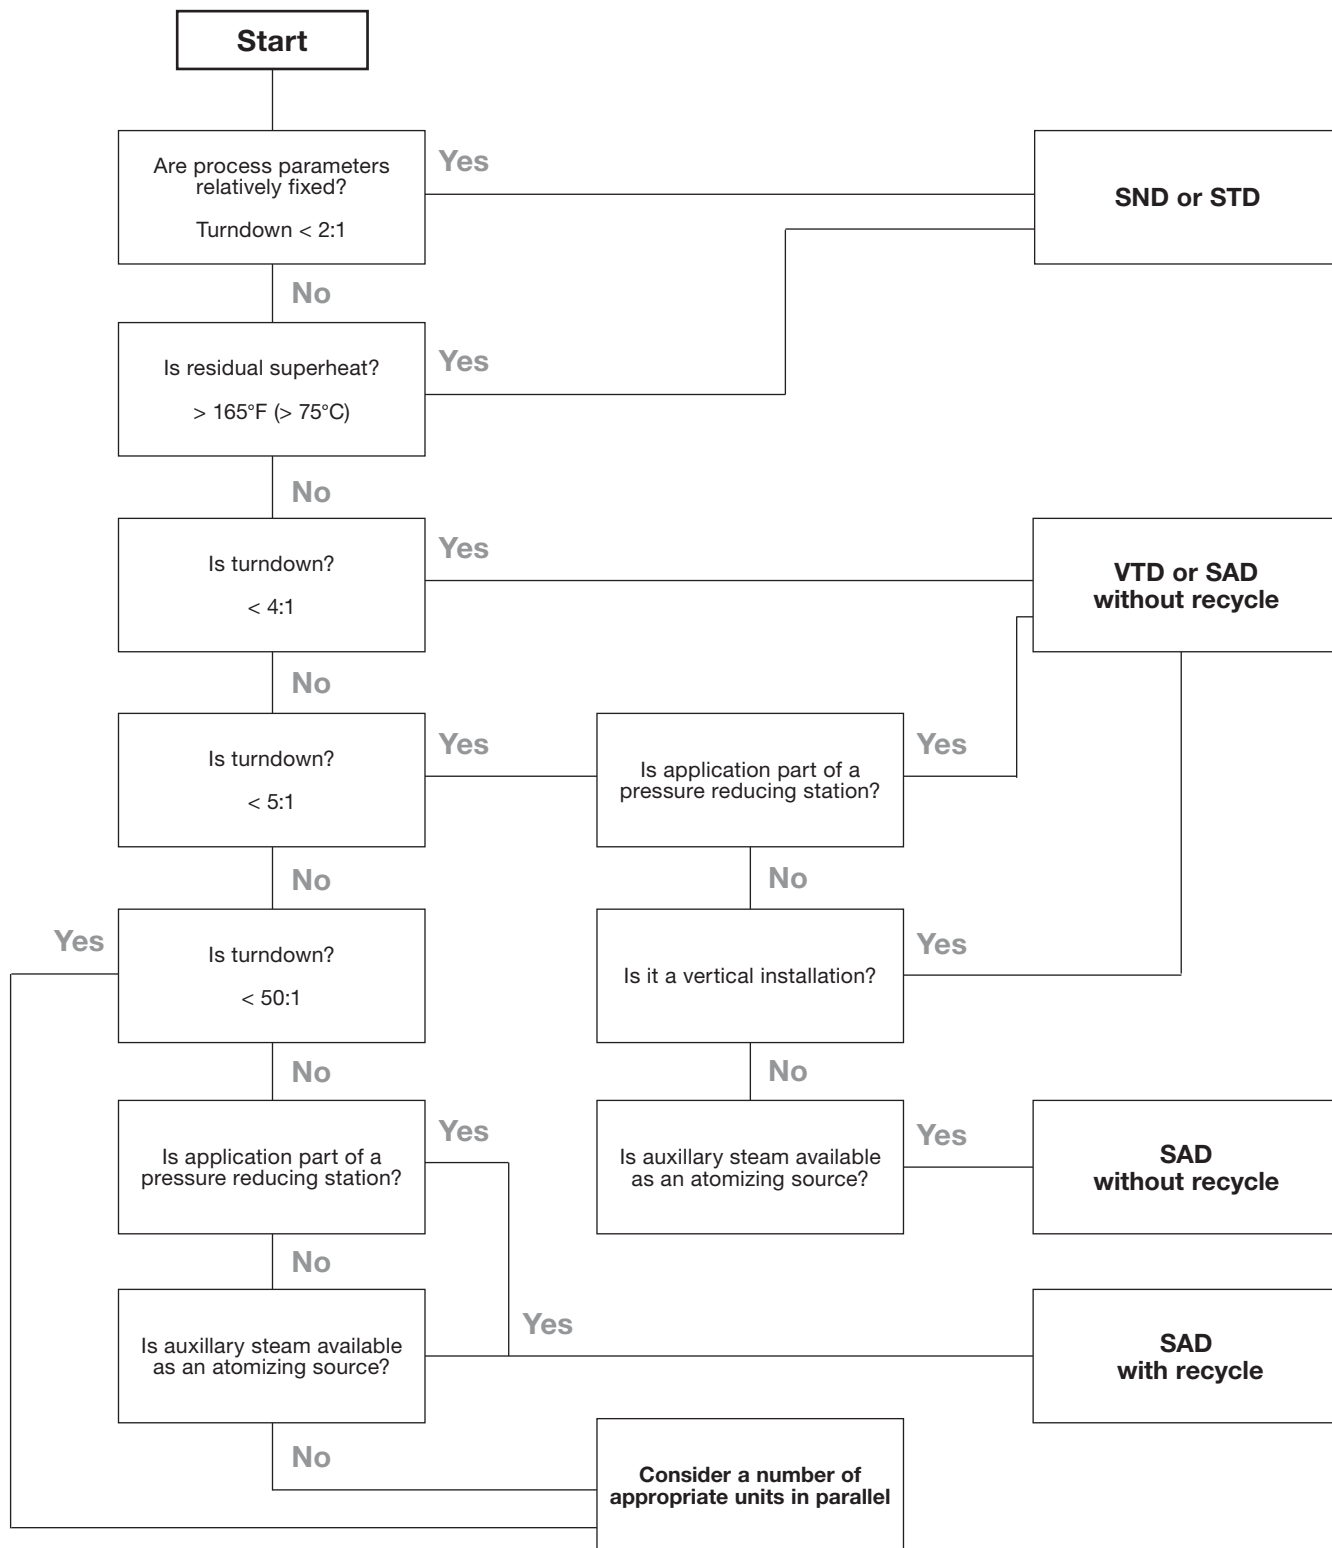 Start
Are process parameters
relatively fixed?
Turndown < 2:1
Yes
SND or STD
No
Is residual superheat?
> 165°F (> 75°C)
Yes
No
Is turndown?
< 4:1
Yes
VTD or SAD
without recycle
No
Is turndown?
< 5:1
Yes
Is application part of a
pressure reducing station?
Yes
No
No
Yes
Is turndown?
< 50:1
Is it a vertical installation?
Yes
No
No
Is application part of a
pressure reducing station?
Yes
Is auxillary steam available
as an atomizing source?
Yes
SAD
without recycle
No
Is auxillary steam available
as an atomizing source?
Yes
SAD
with recycle
No
Consider a number of
appropriate units in parallel